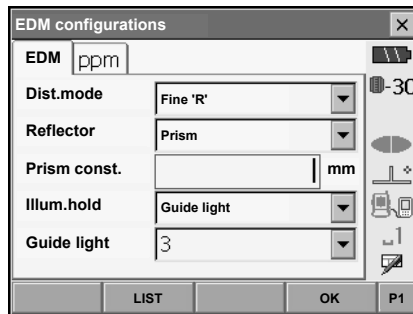 EDM configurations
EDM ppm
Dist.mode Fine 'R'
-30
Reflector Prism
Prism const. mm
Illum.hold Guide light
Guide light 3
1
LIST OK P1